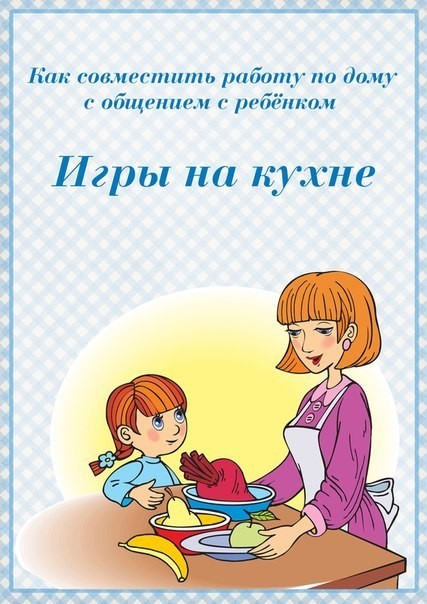 Как совместить работу по дому
с общением с ребёнком
Игры на кухне